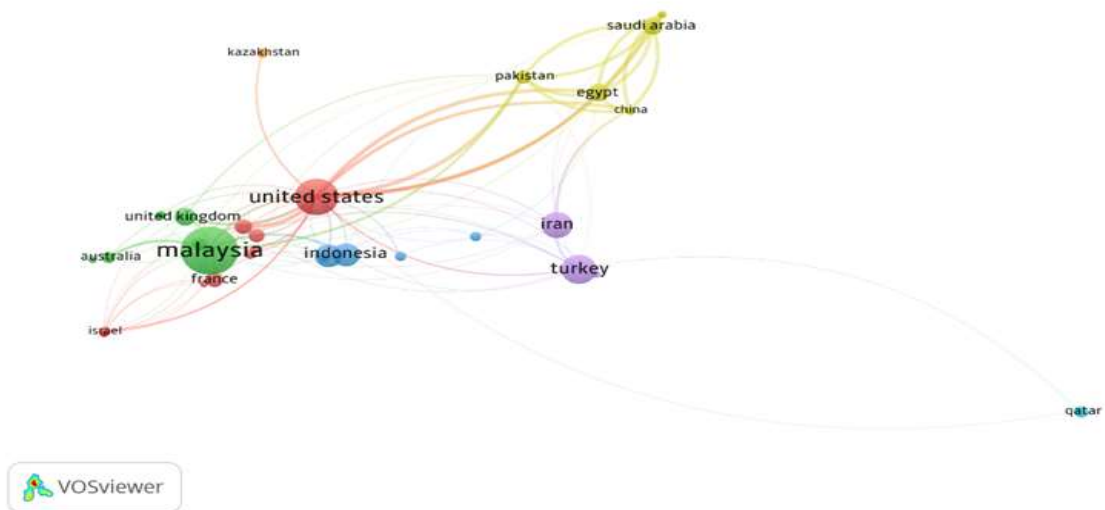 saudi arabia
kazakhstan
pakistan
egypt
china
united states
united kingdom
iran
malaysia
indonesia
australia
turkey
france
israel
qatar
VOSviewer